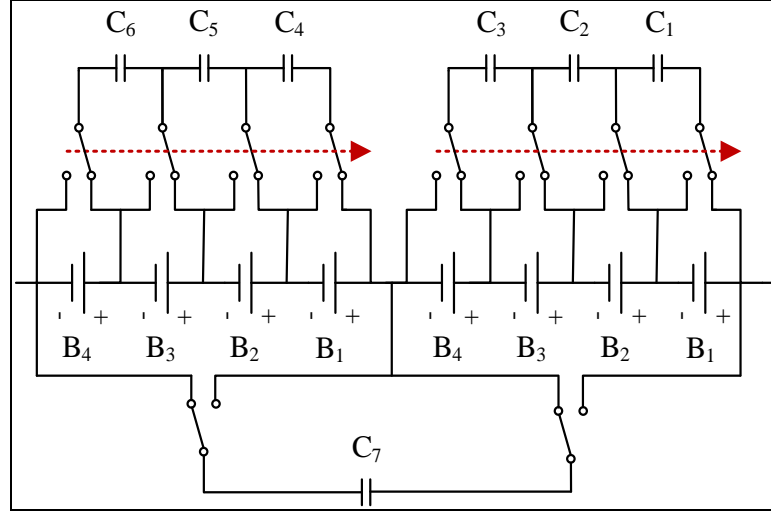 C₆ C₅ C₄ C₃ C₂ C₁
- + - + - + - + - + - + - + - +
B₄ B₃ B₂ B₁ B₄ B₃ B₂ B₁
C₇